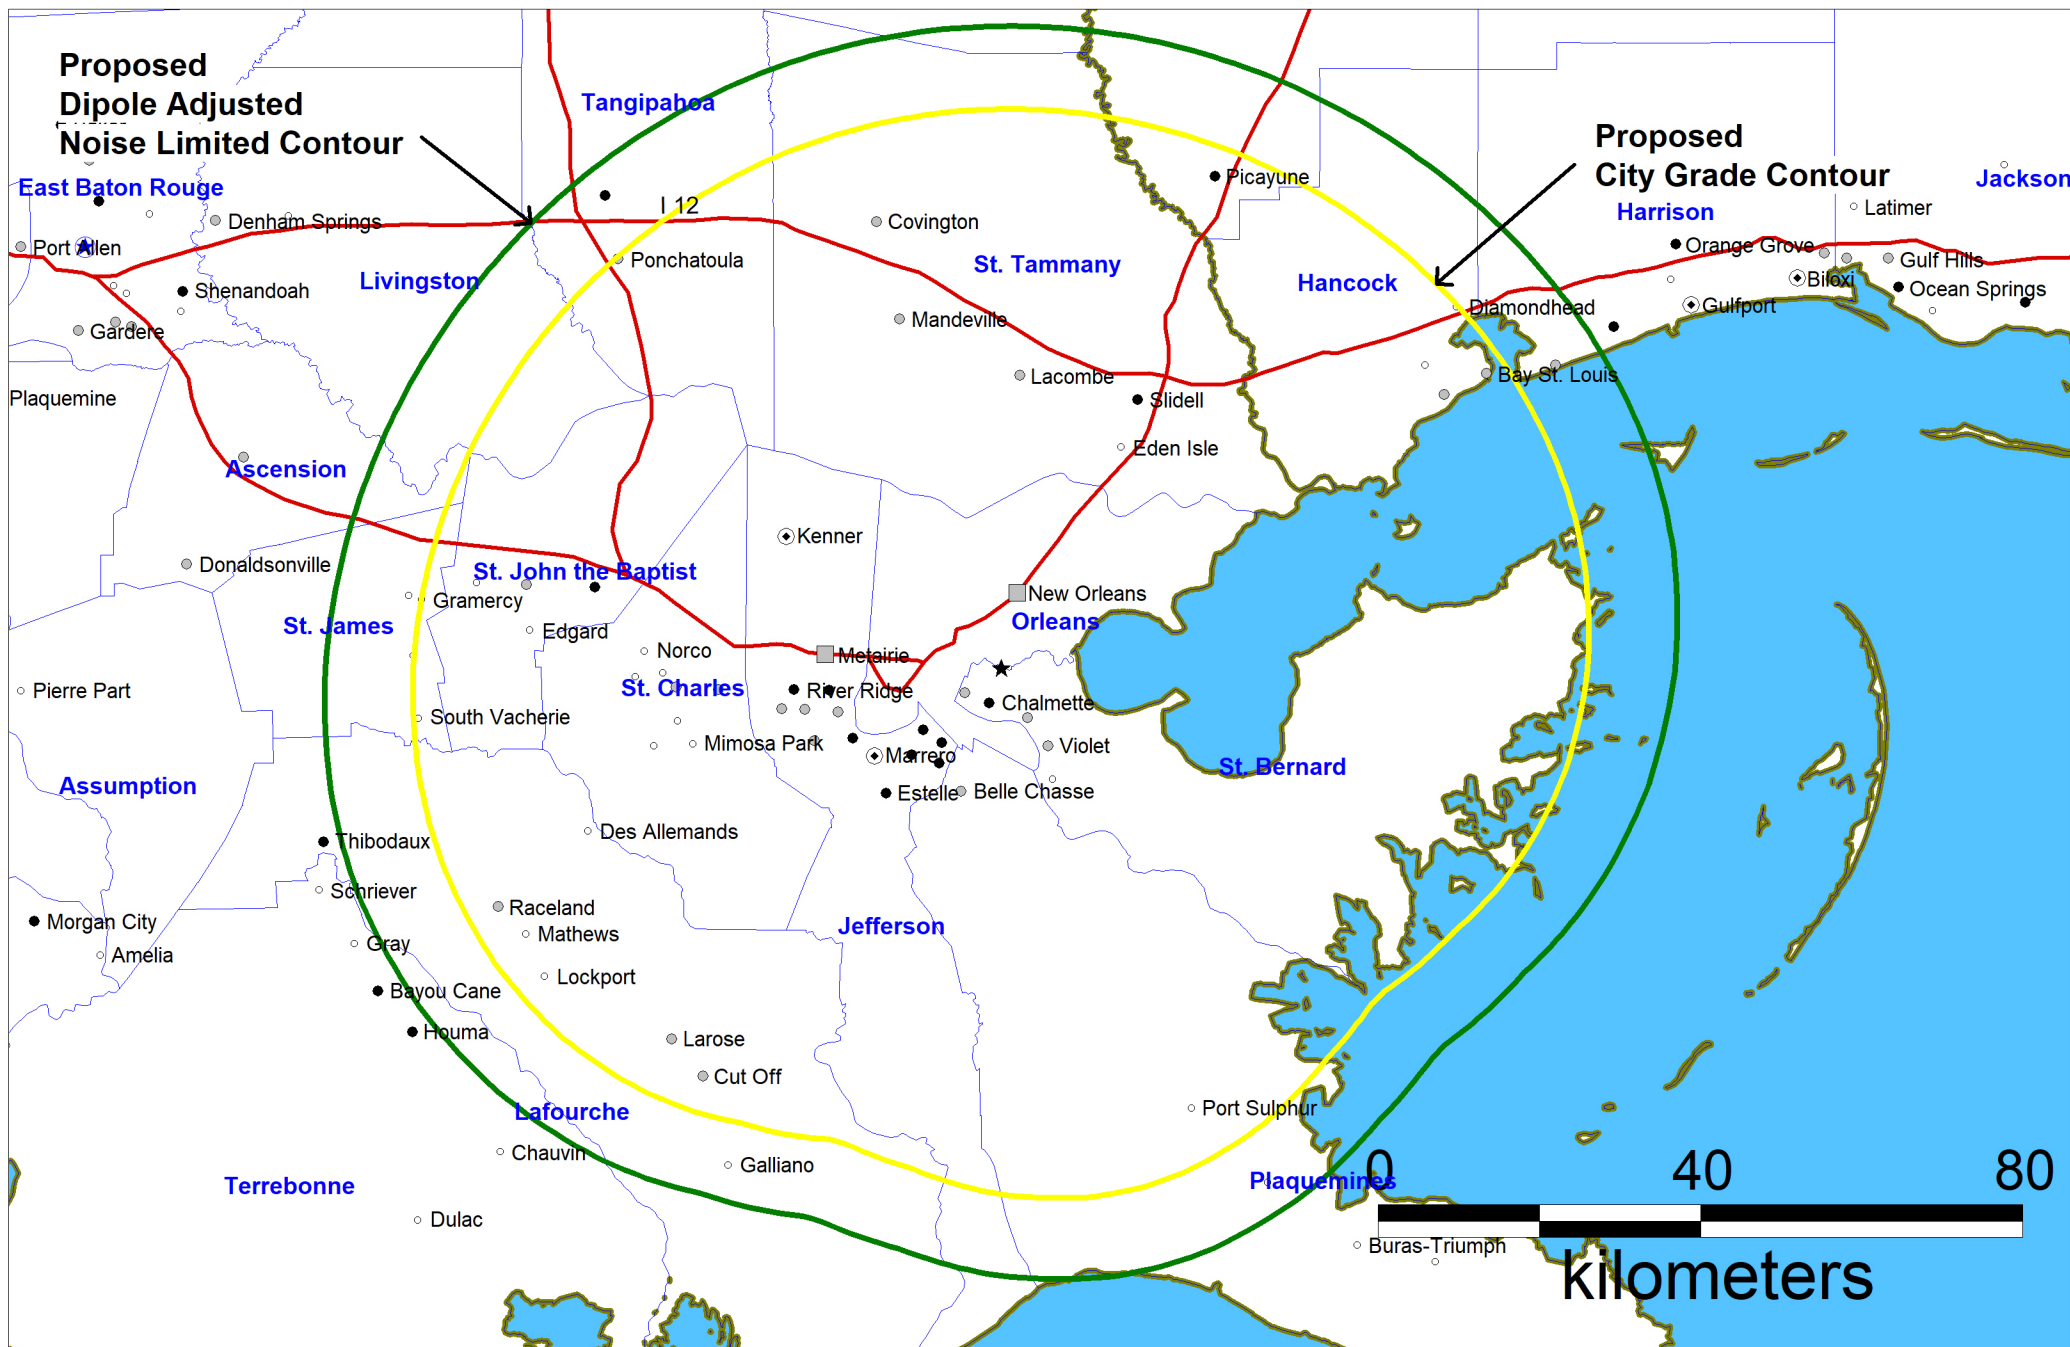 Proposed
Dipole Adjusted
Noise Limited Contour
Tangipahoa
Proposed
City Grade Contour
East Baton Rouge
Picayune
Jackson
Harrison
Latimer
I 12
Denham Springs
Covington
Port Allen
Ponchatoula
St. Tammany
Orange Grove
Gulf Hills
Livingston
Hancock
Biloxi
Shenandoah
Ocean Springs
Diamondhead
Gulfport
Gardere
Mandeville
Lacombe
Bay St. Louis
Plaquemine
Slidell
Eden Isle
Ascension
Kenner
Donaldsonville
St. John the Baptist
Gramercy
New Orleans
St. James
Edgard
Orleans
Norco
Metairie
Pierre Part
St. Charles
River Ridge
Chalmette
South Vacherie
Mimosa Park
Marrero
Violet
St. Bernard
Assumption
Estelle
Belle Chasse
Thibodaux
Des Allemands
Schriever
Raceland
Morgan City
Mathews
Jefferson
Gray
Amelia
Lockport
Bayou Cane
Houma
Larose
Cut Off
Lafourche
Port Sulphur
Chauvin
Galliano
0 40 80
Terrebonne
Plaquemines
Dulac
Buras-Triumph
kilometers